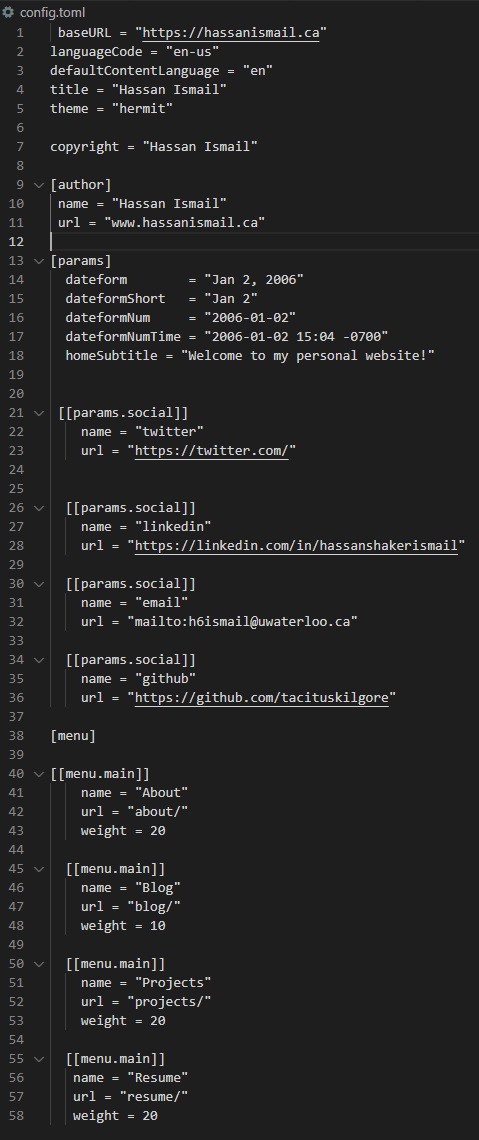 config.toml
1 baseURL = "https://hassanismail.ca"
2 languageCode = "en-us"
3 defaultContentLanguage = "en"
4 title = "Hassan Ismail"
5 theme = "hermit"
6
7 copyright = "Hassan Ismail"
8
9 [author]
10 name = "Hassan Ismail"
11 url = "www.hassanismail.ca"
12
13 [params]
14 dateform        = "Jan 2, 2006"
15 dateformShort   = "Jan 2"
16 dateformNum     = "2006-01-02"
17 dateformNumTime = "2006-01-02 15:04 -0700"
18 homeSubtitle = "Welcome to my personal website!"
19
20
21 [[params.social]]
22 name = "twitter"
23 url = "https://twitter.com/"
24
25
26 [[params.social]]
27 name = "linkedin"
28 url = "https://linkedin.com/in/hassanshakerismail"
29
30 [[params.social]]
31 name = "email"
32 url = "mailto:h6ismail@uwaterloo.ca"
33
34 [[params.social]]
35 name = "github"
36 url = "https://github.com/tacituskilgore"
37
38 [menu]
39
40 [[menu.main]]
41 name = "About"
42 url = "about/"
43 weight = 20
44
45 [[menu.main]]
46 name = "Blog"
47 url = "blog/"
48 weight = 10
49
50 [[menu.main]]
51 name = "Projects"
52 url = "projects/"
53 weight = 20
54
55 [[menu.main]]
56 name = "Resume"
57 url = "resume/"
58 weight = 20